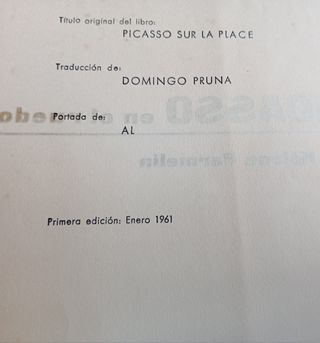 Título original del libro:
PICASSO SUR LA PLACE
Traducción de:
DOMINGO PRUNA
Portada de:
AL
Primera edición: Enero 1961